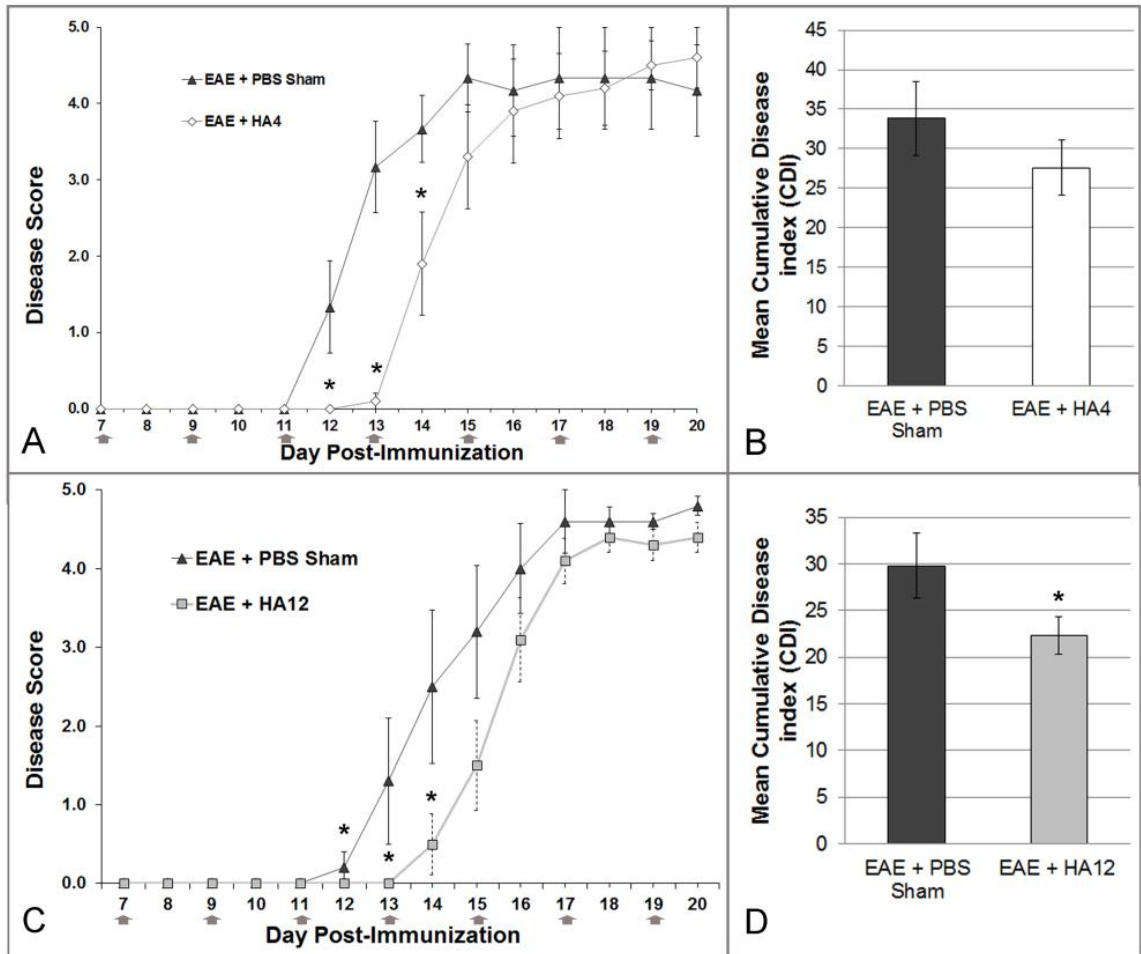 5.0
4.0
3.0
2.0
1.0
0.0
Disease Score
EAE + PBS Sham
EAE + HA4
*
*
*
7 8 9 10 11 12 13 14 15 16 17 18 19 20
Day Post-Immunization
A
45
40
35
30
25
20
15
10
5
0
Mean Cumulative Disease
index (CDI)
EAE + PBS
Sham
EAE + HA4
B
5.0
4.0
3.0
2.0
1.0
0.0
Disease Score
EAE + PBS Sham
EAE + HA12
*
*
*
7 8 9 10 11 12 13 14 15 16 17 18 19 20
Day Post-Immunization
C
35
30
25
20
15
10
5
0
Mean Cumulative Disease
index (CDI)
*
EAE + PBS
Sham
EAE + HA12
D